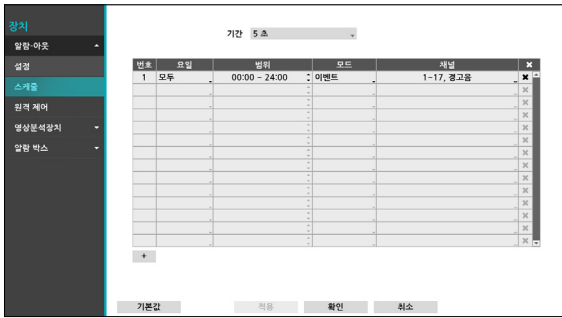 장치
알람-아웃
설정
스케줄
원격 제어
영상분석장치
알람 박스
기간 5 초
번호 요일 범위 모드 채널
1 모두 00:00 ~ 24:00 이벤트 1~17, 경고음
+
기본값 적용 확인 취소